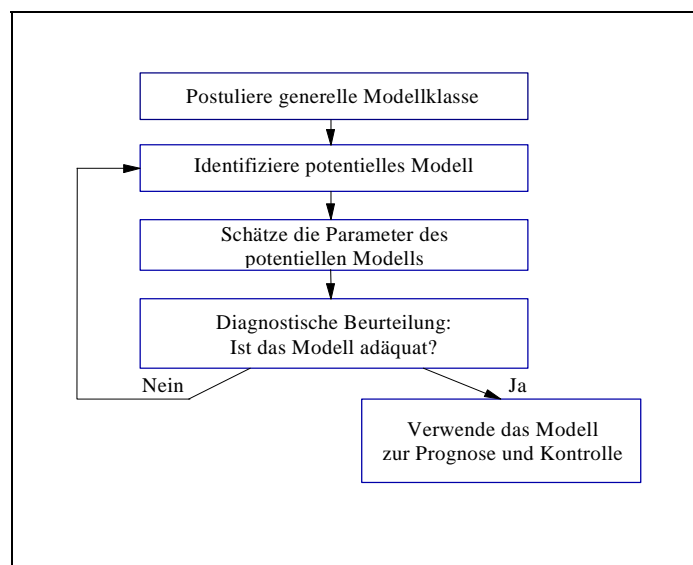 Postuliere generelle Modellklasse
Identifiziere potentielles Modell
Schätze die Parameter des
potentiellen Modells
Diagnostische Beurteilung:
Ist das Modell adäquat?
Nein
Ja
Verwende das Modell
zur Prognose und Kontrolle